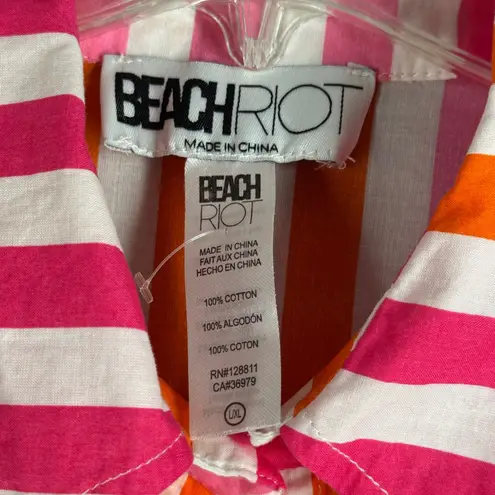 BEACHRIOT
MADE IN CHINA
BEACH
RIOT
MADE IN CHINA
FAIT AUX CHINA
HECHO EN CHINA
100% COTTON
100% ALGODÓN
100% COTON
RN#128811
CA#36979
L/XL